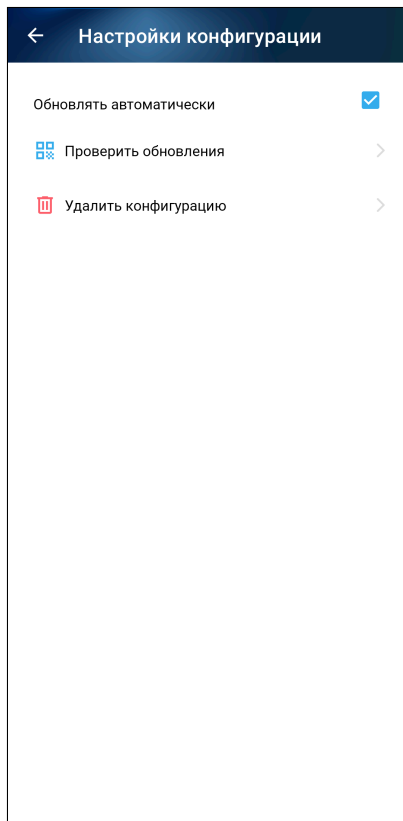 Настройки конфигурации
Обновлять автоматически
Проверить обновления
Удалить конфигурацию